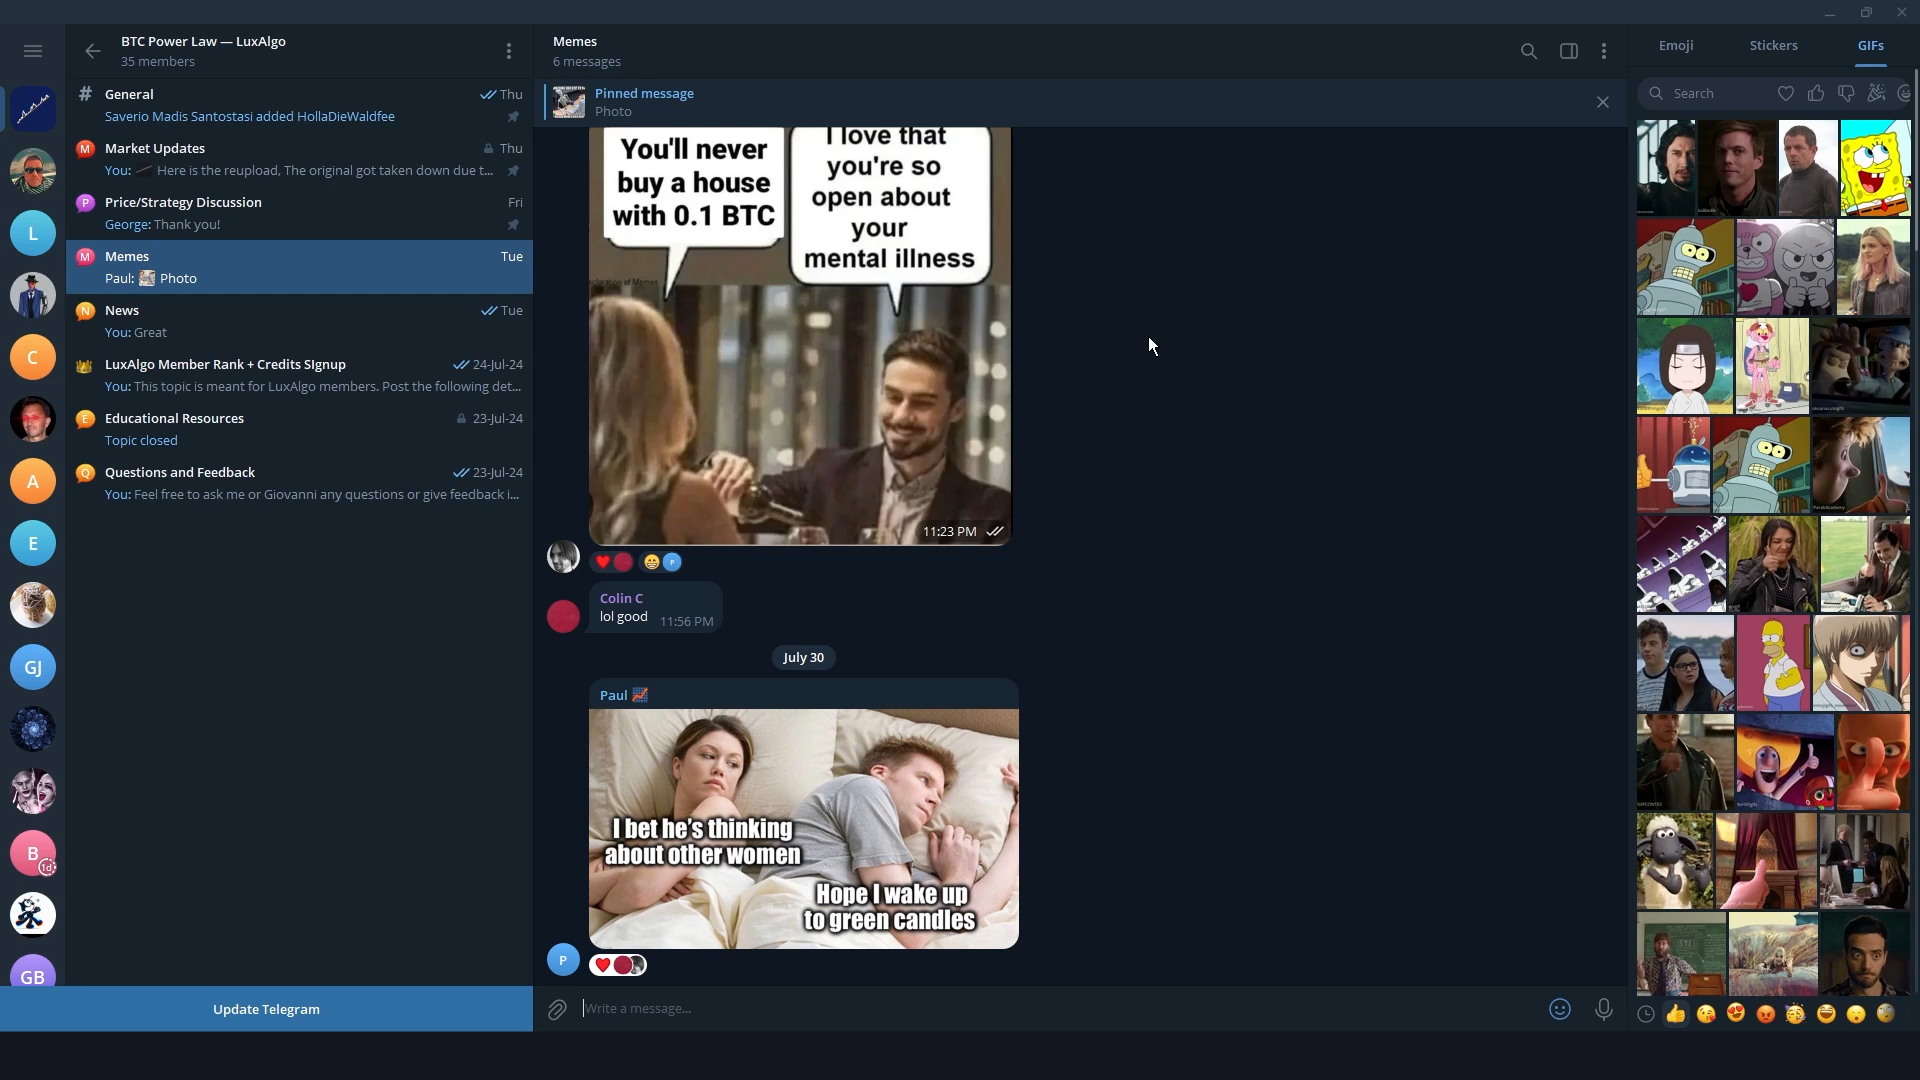 BTC Power Law — LuxAlgo
35 members
General
Thu
Saverio Madis Santostasi added HollaDieWaldfee
M
Market Updates
Thu
You: Here is the reupload, The original got taken down due t...
P
Price/Strategy Discussion
Fri
George: Thank you!
M
Memes
Tue
Paul: Photo
N
News
Tue
You: Great
LuxAlgo Member Rank + Credits SIgnup
24-Jul-24
You: This topic is meant for LuxAlgo members. Post the following det...
E
Educational Resources
23-Jul-24
Topic closed
Q
Questions and Feedback
23-Jul-24
You: Feel free to ask me or Giovanni any questions or give feedback i...
L
C
A
E
GJ
B
1d
GB
Update Telegram
Memes
6 messages
Pinned message
Photo
You'll never
buy a house
with 0.1 BTC
I love that
you're so
open about
your
mental illness
of Memes
11:23 PM
P
Colin C
lol good
11:56 PM
July 30
Paul
I bet he's thinking
about other women
Hope I wake up
to green candles
P
Write a message...
Emoji
Stickers
GIFs
Search